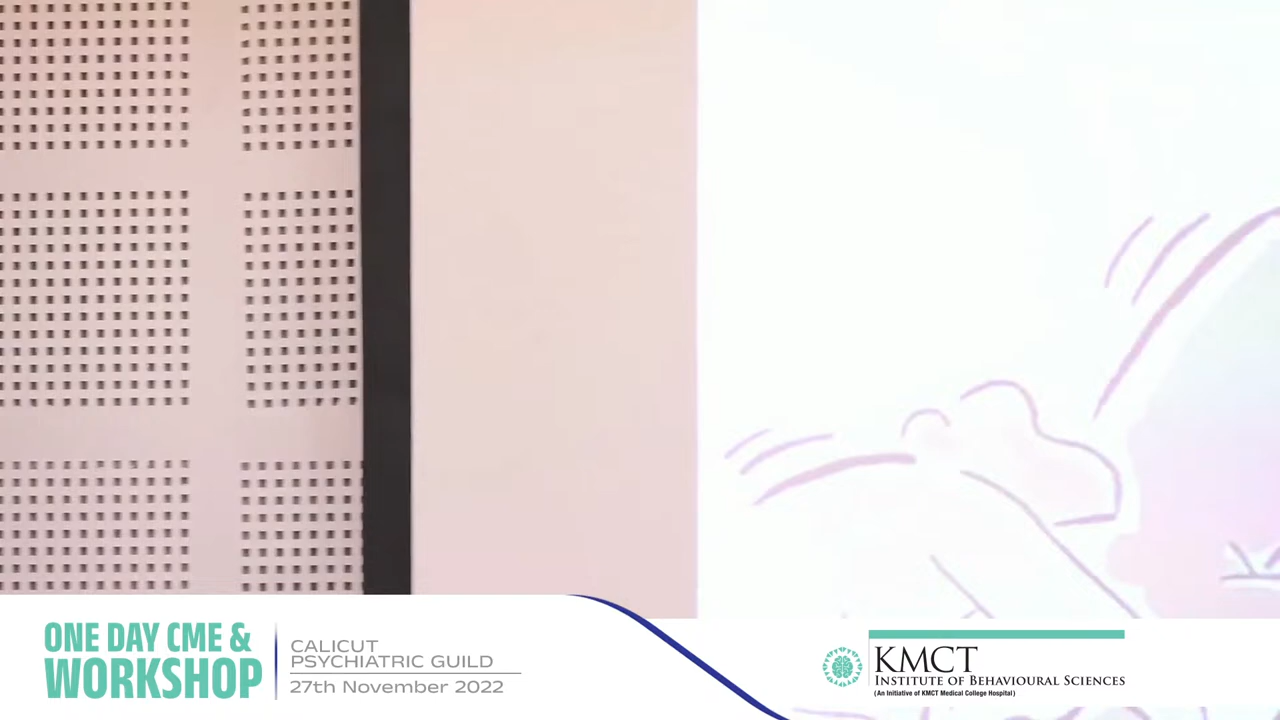 ONE DAY CME &
WORKSHOP
CALICUT
PSYCHIATRIC GUILD
27th November 2022
KMCT
INSTITUTE OF BEHAVIOURAL SCIENCES
(An Initiative of KMCT Medical College Hospital)